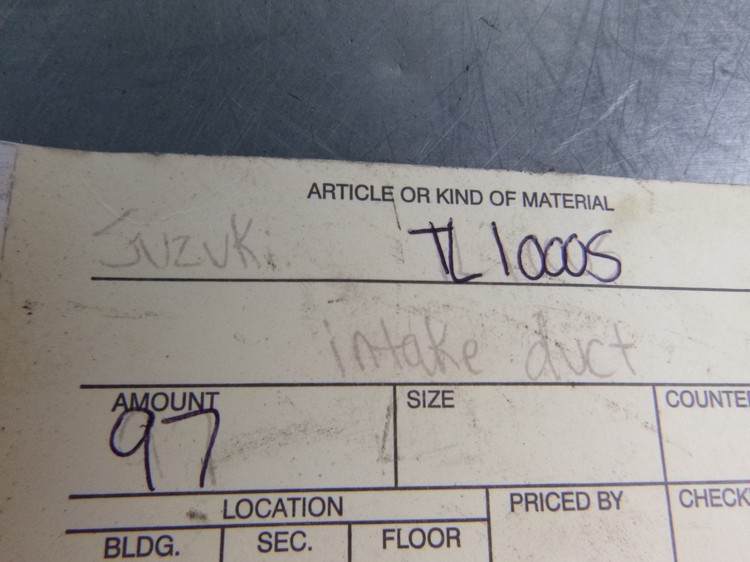 ARTICLE OR KIND OF MATERIAL
Suzuki TL1000S
intake duct
AMOUNT SIZE
97
LOCATION PRICED BY
BLDG. SEC. FLOOR